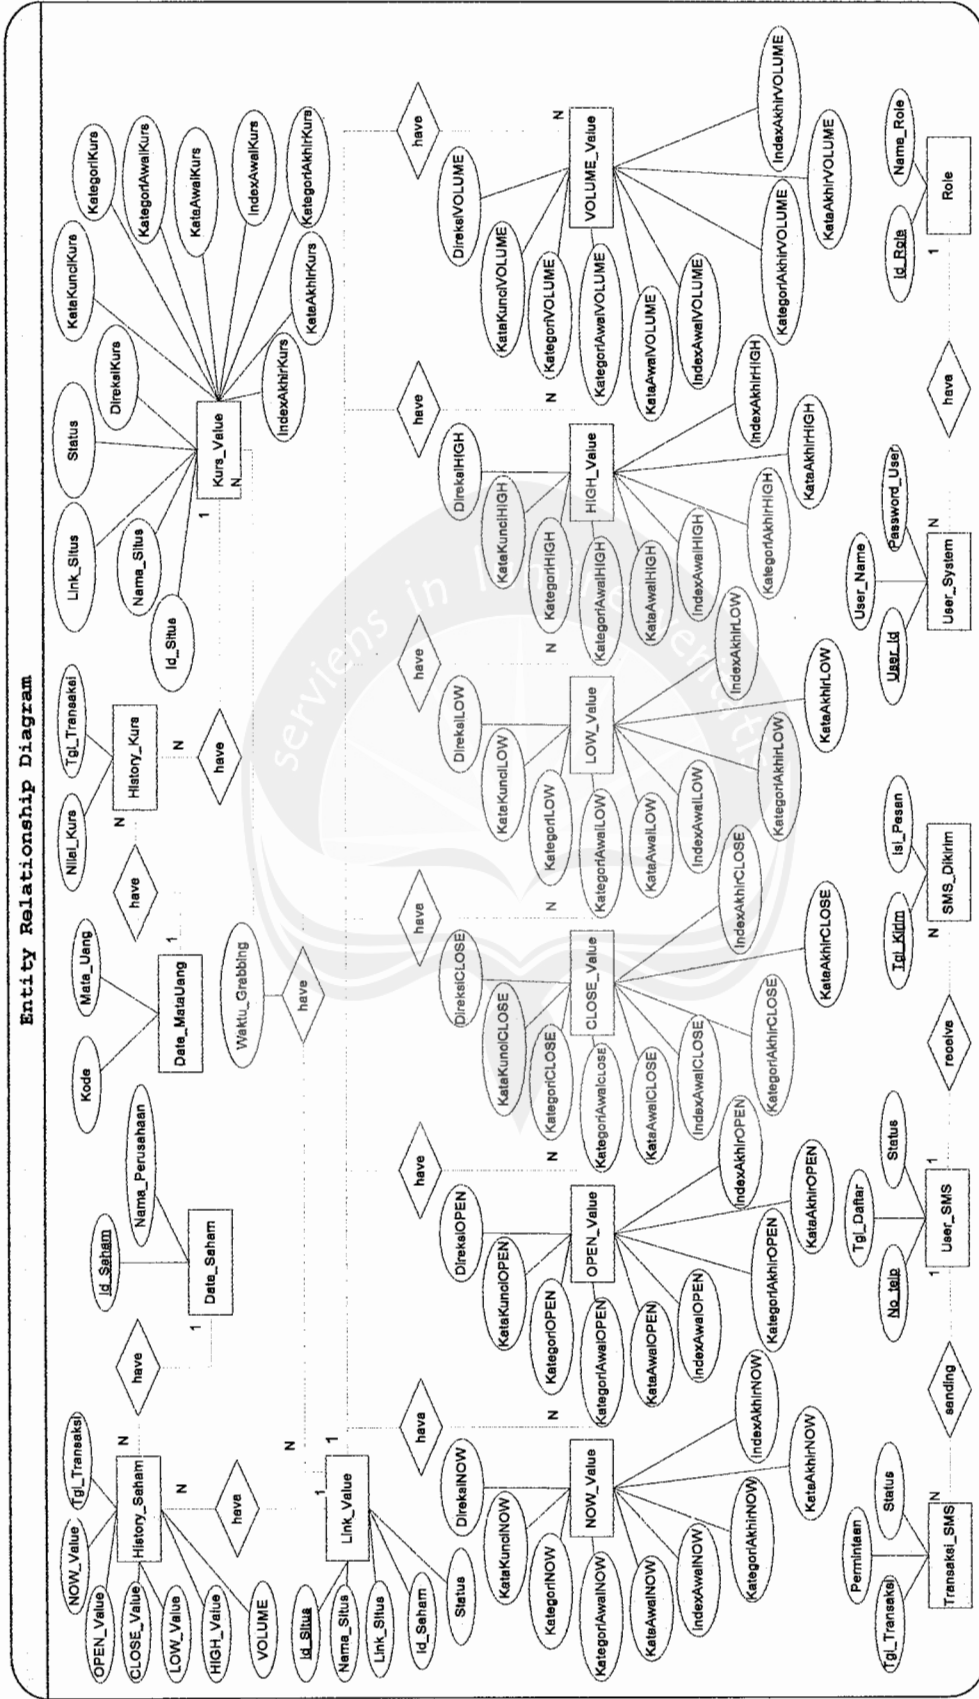 Entity Relationship Diagram
NOW_Value
Tgl_Transaksi
OPEN_Value
CLOSE_Value
LOW_Value
HIGH_Value
VOLUME
History_Saham
N
have
1
Id_Saham
Nama_Perusahaan
Data_Saham
N
have
Kode
Mata_Uang
Data_MataUang
1
have
N
Nilai_Kurs
Tgl_Transaksi
History_Kurs
N
have
1
Id_Situs
Nama_Situs
Link_Situs
Status
DireksiKurs
KataKunciKurs
KategoriKurs
KategoriAwalKurs
KataAwalKurs
IndexAwalKurs
KategoriAkhirKurs
KataAkhirKurs
IndexAkhirKurs
Kurs_Value
N
Waktu_Grabbing
have
N
1
1
Link_Value
Id_Situs
Nama_Situs
Link_Situs
Id_Saham
Status
have
N
DireksiNOW
KataKunciNOW
KategoriNOW
KategoriAwalNOW
KataAwalNOW
IndexAwalNOW
KategoriAkhirNOW
KataAkhirNOW
IndexAkhirNOW
NOW_Value
have
N
DireksiOPEN
KataKunciOPEN
KategoriOPEN
KategoriAwalOPEN
KataAwalOPEN
IndexAwalOPEN
KategoriAkhirOPEN
KataAkhirOPEN
IndexAkhirOPEN
OPEN_Value
have
N
DireksiCLOSE
KataKunciCLOSE
KategoriCLOSE
KategoriAwalCLOSE
KataAwalCLOSE
IndexAwalCLOSE
KategoriAkhirCLOSE
KataAkhirCLOSE
IndexAkhirCLOSE
CLOSE_Value
have
N
DireksiLOW
KataKunciLOW
KategoriLOW
KategoriAwalLOW
KataAwalLOW
IndexAwalLOW
KategoriAkhirLOW
KataAkhirLOW
IndexAkhirLOW
LOW_Value
have
N
DireksiHIGH
KataKunciHIGH
KategoriHIGH
KategoriAwalHIGH
KataAwalHIGH
IndexAwalHIGH
KategoriAkhirHIGH
KataAkhirHIGH
IndexAkhirHIGH
HIGH_Value
have
N
DireksiVOLUME
KataKunciVOLUME
KategoriVOLUME
KategoriAwalVOLUME
KataAwalVOLUME
IndexAwalVOLUME
KategoriAkhirVOLUME
KataAkhirVOLUME
IndexAkhirVOLUME
VOLUME_Value
Tgl_Transaksi
Permintaan
Status
Transaksi_SMS
N
sending
1
No_telp
Tgl_Daftar
Status
User_SMS
1
receive
N
Tgl_Kirim
Isi_Pesan
SMS_Dikirim
User_Id
User_Name
Password_User
User_System
N
have
1
Id_Role
Name_Role
Role
serviens in lumine veritatis